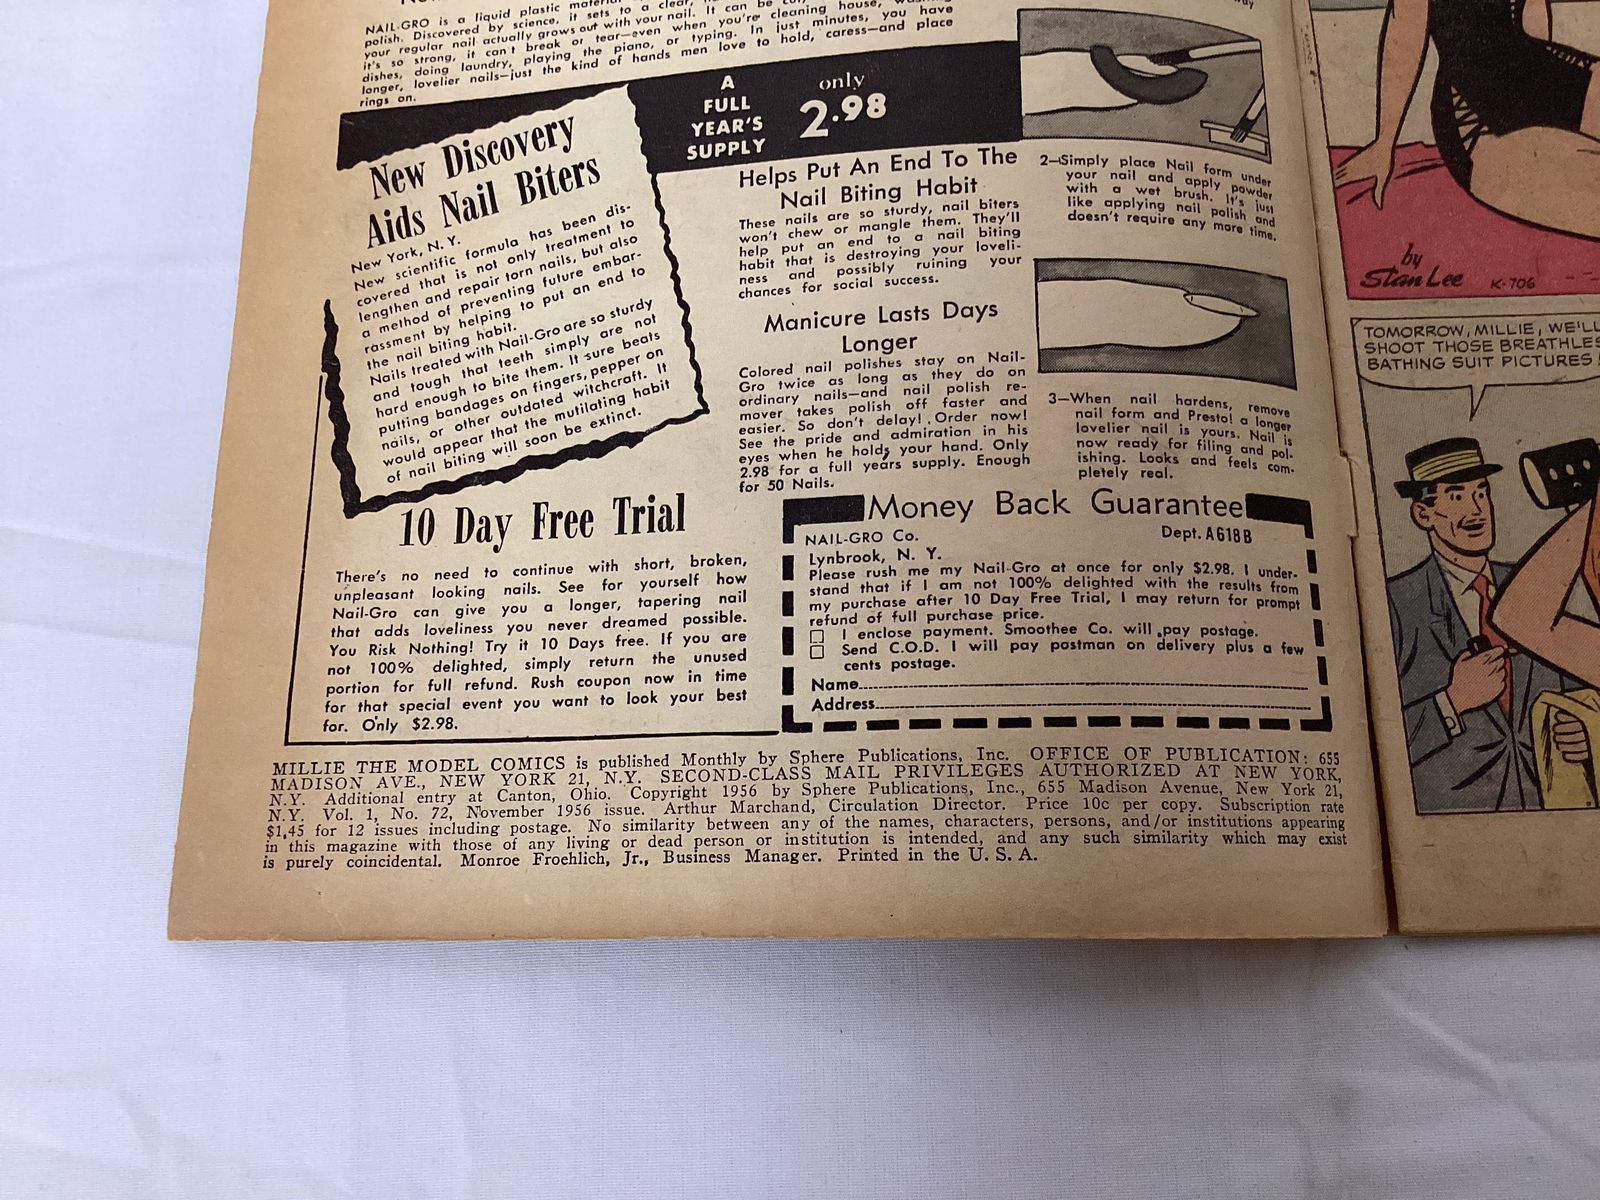 NAIL-GRO is a liquid plastic
polish. Discovered by science, it sets to a clear,
your regular nail actually grows out with your nail. It can be
it's so strong, it can't break or tear—even when you're cleaning house,
dishes, doing laundry, playing the piano, or typing. In just minutes, you have
longer, lovelier nails—just the kind of hands men love to hold, caress—and place
rings on.
A
FULL
YEAR'S
SUPPLY
only
2.98
New Discovery
Aids Nail Biters
New York, N. Y.
New scientific formula has been dis-
covered that is not only treatment to
lengthen and repair torn nails, but also
a method of preventing future embar-
rassment by helping to put an end to
the nail biting habit.
Nails treated with Nail-Gro are so sturdy
and tough that teeth simply are not
hard enough to bite them. It sure beats
putting bandages on fingers, pepper on
nails, or other outdated witchcraft. It
would appear that the mutilating habit
of nail biting will soon be extinct.
10 Day Free Trial
There's no need to continue with short, broken,
unpleasant looking nails. See for yourself how
Nail-Gro can give you a longer, tapering nail
that adds loveliness you never dreamed possible.
You Risk Nothing! Try it 10 Days free. If you are
not 100% delighted, simply return the unused
portion for full refund. Rush coupon now in time
for that special event you want to look your best
for. Only $2.98.
Helps Put An End To The
Nail Biting Habit
These nails are so sturdy, nail biters
won't chew or mangle them. They'll
help put an end to a nail biting
habit that is destroying your loveli-
ness and possibly ruining your
chances for social success.
Manicure Lasts Days
Longer
Colored nail polishes stay on Nail-
Gro twice as long as they do on
ordinary nails—and nail polish re-
mover takes polish off faster and
easier. So don't delay! Order now!
See the pride and admiration in his
eyes when he holds your hand. Only
2.98 for a full years supply. Enough
for 50 Nails.
2—Simply place Nail form under
your nail and apply powder
with a wet brush. It's just
like applying nail polish and
doesn't require any more time.
3—When nail hardens, remove
nail form and Presto! a longer
lovelier nail is yours. Nail is
now ready for filing and pol-
ishing. Looks and feels com-
pletely real.
Money Back Guarantee
NAIL-GRO Co. Dept. A618B
Lynbrook, N. Y.
Please rush me my Nail-Gro at once for only $2.98. I under-
stand that if I am not 100% delighted with the results from
my purchase after 10 Day Free Trial, I may return for prompt
refund of full purchase price.
I enclose payment. Smoothee Co. will pay postage.
Send C.O.D. I will pay postman on delivery plus a few
cents postage.
Name
Address
MILLIE THE MODEL COMICS is published Monthly by Sphere Publications, Inc. OFFICE OF PUBLICATION: 655
MADISON AVE., NEW YORK 21, N.Y. SECOND-CLASS MAIL PRIVILEGES AUTHORIZED AT NEW YORK,
N.Y. Additional entry at Canton, Ohio. Copyright 1956 by Sphere Publications, Inc., 655 Madison Avenue, New York 21,
N.Y. Vol. 1, No. 72, November 1956 issue. Arthur Marchand, Circulation Director. Price 10c per copy. Subscription rate
$1.45 for 12 issues including postage. No similarity between any of the names, characters, persons, and/or institutions appearing
in this magazine with those of any living or dead person or institution is intended, and any such similarity which may exist
is purely coincidental. Monroe Froehlich, Jr., Business Manager. Printed in the U. S. A.
by
Stan Lee
K-706
TOMORROW, MILLIE, WE'LL
SHOOT THOSE BREATHLES
BATHING SUIT PICTURES